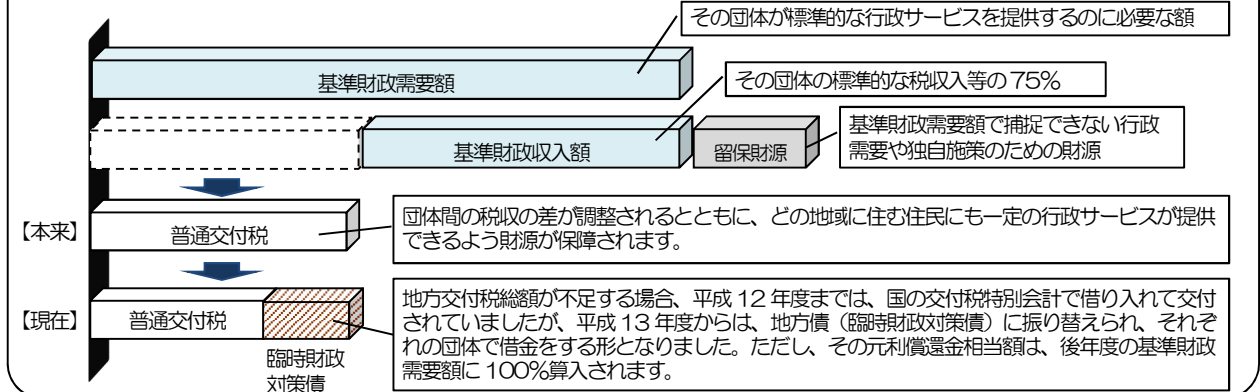 その団体が標準的な行政サービスを提供するのに必要な額
基準財政需要額
その団体の標準的な税収入等の 75%
基準財政収入額
留保財源
基準財政需要額で捕捉できない行政
需要や独自施策のための財源
【本来】
普通交付税
団体間の税収の差が調整されるとともに、どの地域に住む住民にも一定の行政サービスが提供
できるよう財源が保障されます。
【現在】
普通交付税
臨時財政
対策債
地方交付税総額が不足する場合、平成 12 年度までは、国の交付税特別会計で借り入れて交付
されていましたが、平成 13 年度からは、地方債（臨時財政対策債）に振り替えられ、それぞ
れの団体で借金をする形となりました。ただし、その元利償還金相当額は、後年度の基準財政
需要額に 100%算入されます。